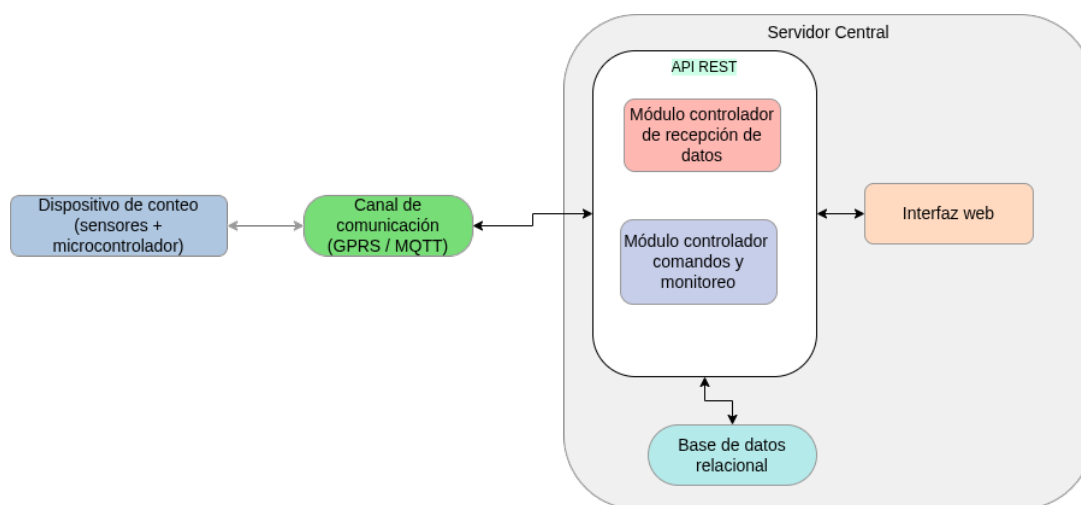 Servidor Central
API REST
Módulo controlador
de recepción de
datos
Dispositivo de conteo
(sensores +
microcontrolador)
Canal de
comunicación
(GPRS / MQTT)
Módulo controlador
comandos y
monitoreo
Interfaz web
Base de datos
relacional